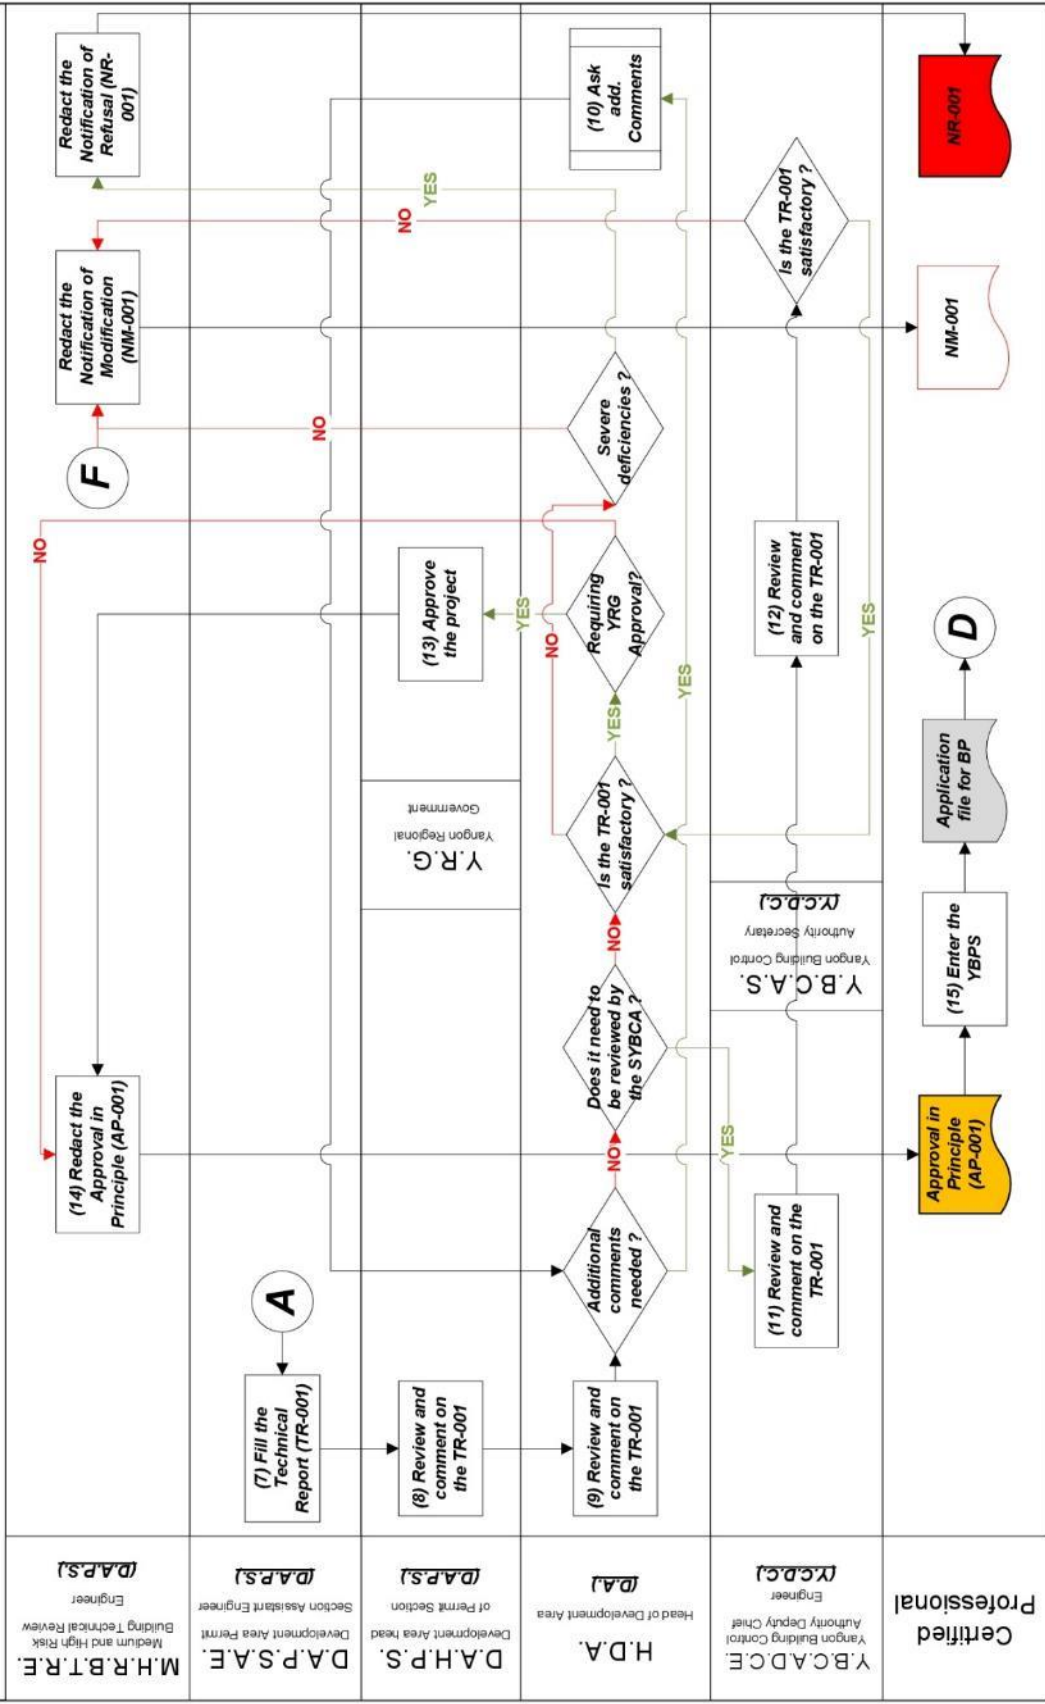 M.H.R.B.T.R.E.
Medium and High Risk
Building Technical Review
Engineer
(D.A.P.S.)
(14) Redact the
Approval in
Principle (AP-001)
NO
F
Redact the
Notification of
Modification
(NM-001)
Redact the
Notification of
Refusal (NR-
001)
D.A.P.S.A.E.
Development Area Permit
Section Assistant Engineer
(D.A.P.S.)
(7) Fill the
Technical
Report (TR-001)
A
NO
D.A.H.P.S.
Development Area head
of Permit Section
(D.A.P.S.)
(8) Review and
comment on
the TR-001
Y.R.G.
Yangon Regional
Government
(13) Approve
the project
YES
NO
YES
H.D.A.
Head of Development Area
(D.A.)
(9) Review and
comment on
the TR-001
Additional
comments
needed ?
NO
Does it need to
be reviewed by
the SYBCA ?
NO
Is the TR-001
satisfactory ?
YES
Requiring
YRG
Approval?
NO
Severe
deficiencies ?
(10) Ask
add.
Comments
YES
Y.B.C.A.D.C.E.
Yangon Building Control
Authority Deputy Chief
Engineer
(Y.C.D.C.)
(11) Review and
comment on the
TR-001
YES
Y.B.C.A.S.
Yangon Building Control
Authority Secretary
(Y.C.D.C.)
(12) Review
and comment
on the TR-001
Is the TR-001
satisfactory ?
YES
Certified
Professional
Approval in
Principle
(AP-001)
(15) Enter the
YBPS
Application
file for BP
D
NM-001
NR-001